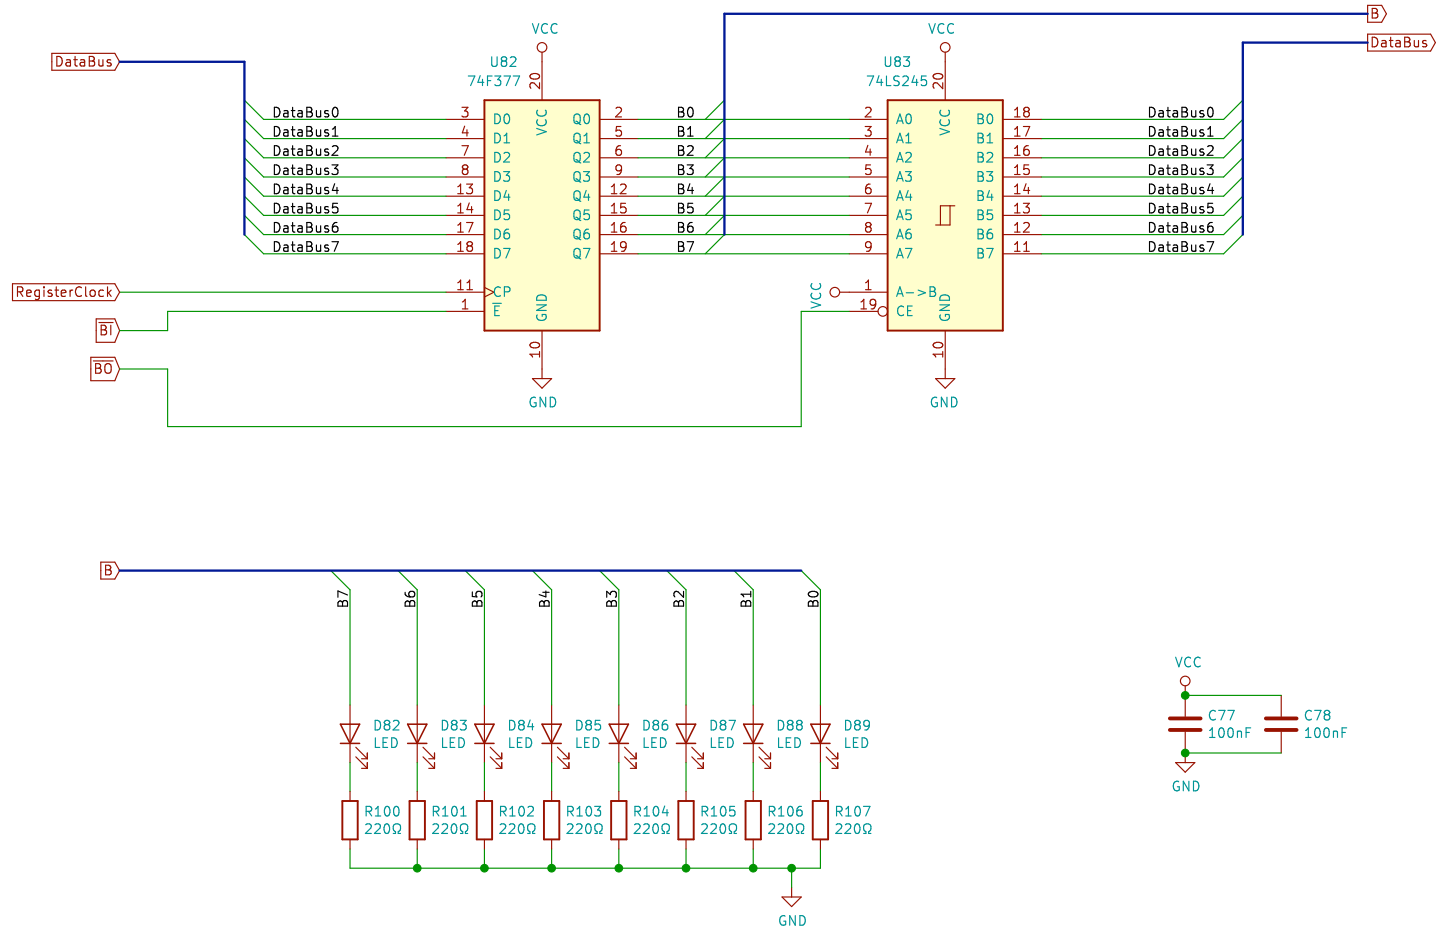 B
DataBus
DataBus
VCC
VCC
U82
74F377
U83
74LS245
20
VCC
20
VCC
DataBus0 3 D0 Q0 2 B0 2 A0 B0 18 DataBus0
DataBus1 4 D1 Q1 5 B1 3 A1 B1 17 DataBus1
DataBus2 7 D2 Q2 6 B2 4 A2 B2 16 DataBus2
DataBus3 8 D3 Q3 9 B3 5 A3 B3 15 DataBus3
DataBus4 13 D4 Q4 12 B4 6 A4 B4 14 DataBus4
DataBus5 14 D5 Q5 15 B5 7 A5 B5 13 DataBus5
DataBus6 17 D6 Q6 16 B6 8 A6 B6 12 DataBus6
DataBus7 18 D7 Q7 19 B7 9 A7 B7 11 DataBus7
RegisterClock 11 CP VCC 1 A->B
1 E̅ GND 19 CE GND
B̅I̅
B̅O̅
10
10
GND
GND
B
B7 B6 B5 B4 B3 B2 B1 B0
VCC
D82 D83 D84 D85 D86 D87 D88 D89
LED LED LED LED LED LED LED LED
C77 C78
100nF 100nF
GND
R100 R101 R102 R103 R104 R105 R106 R107
220Ω 220Ω 220Ω 220Ω 220Ω 220Ω 220Ω 220Ω
GND